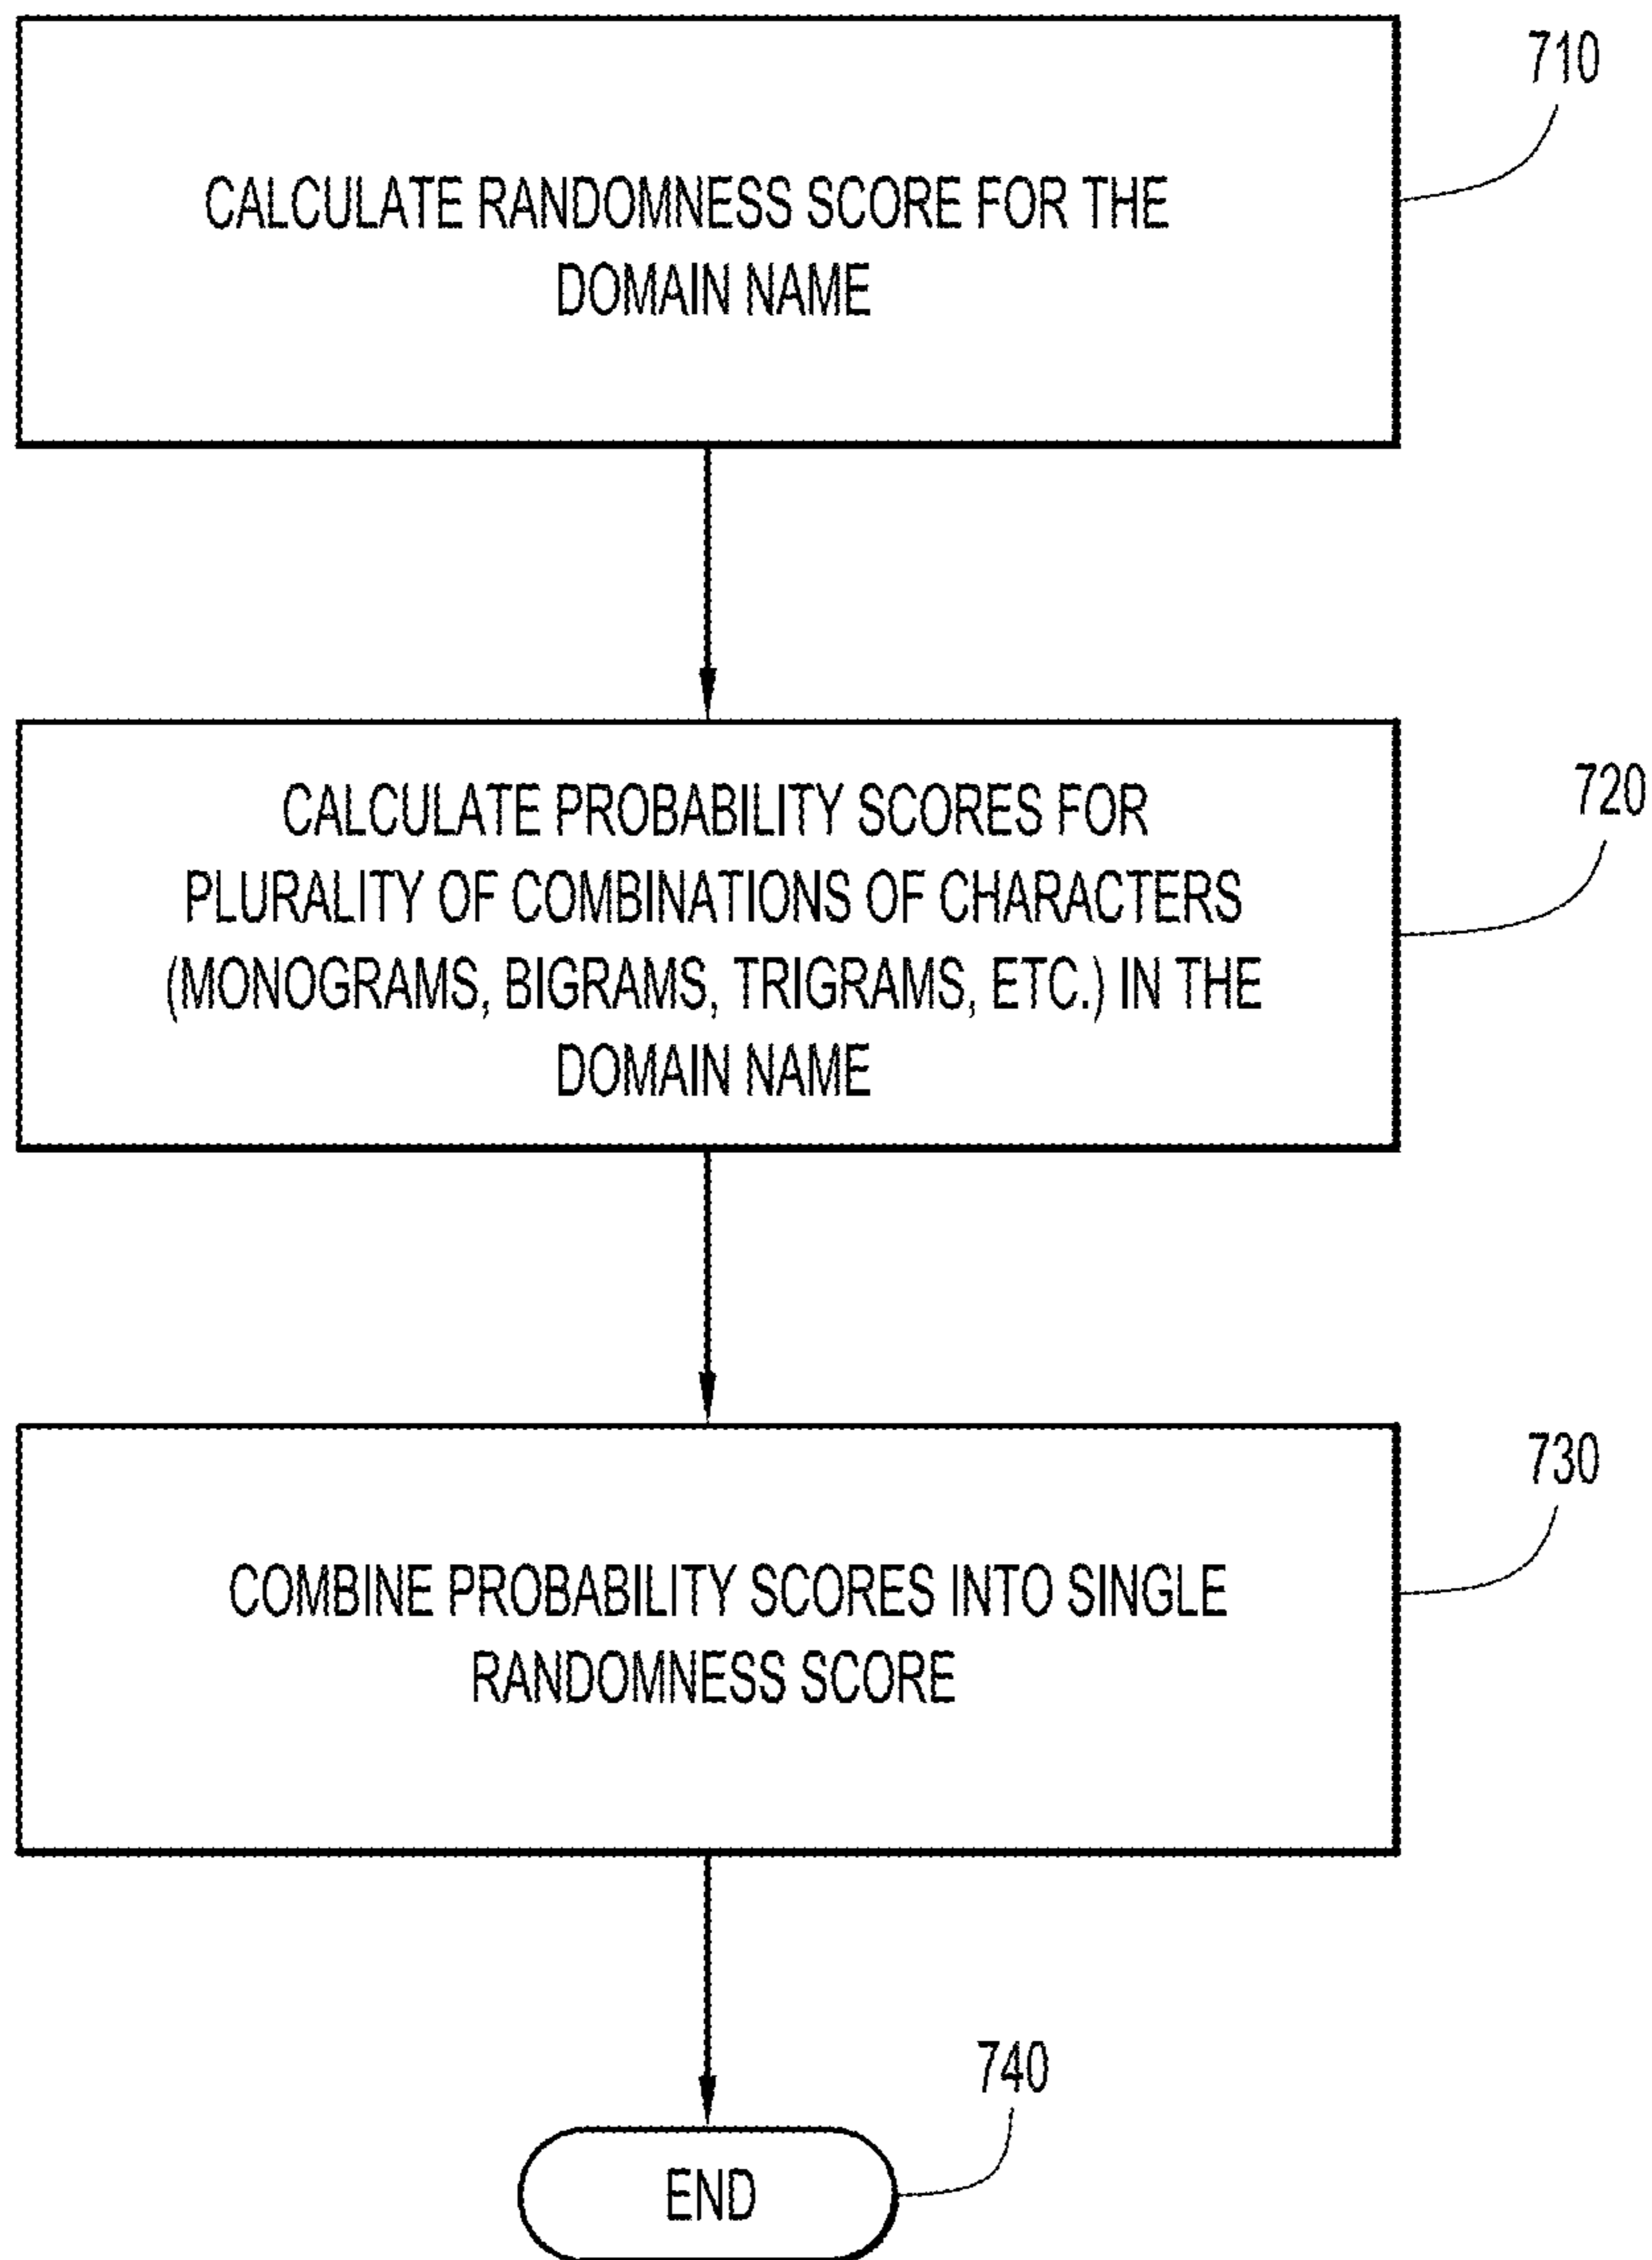 710
CALCULATE RANDOMNESS SCORE FOR THE
DOMAIN NAME
720
CALCULATE PROBABILITY SCORES FOR
PLURALITY OF COMBINATIONS OF CHARACTERS
(MONOGRAMS, BIGRAMS, TRIGRAMS, ETC.) IN THE
DOMAIN NAME
730
COMBINE PROBABILITY SCORES INTO SINGLE
RANDOMNESS SCORE
740
END